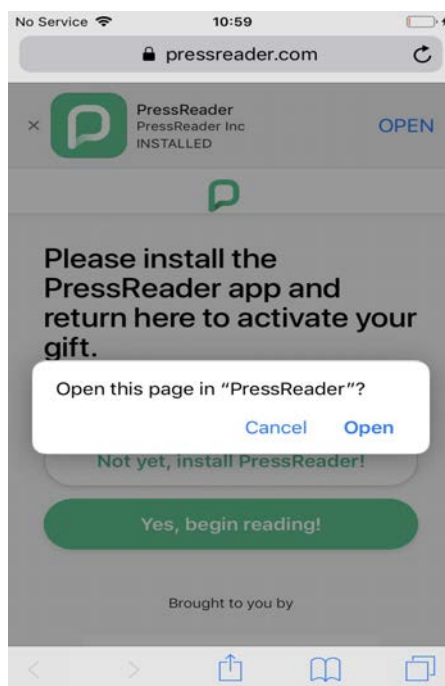 No Service 10:59
pressreader.com
PressReader
PressReader Inc
INSTALLED
OPEN
Please install the
PressReader app and
return here to activate your
gift.
Open this page in “PressReader”?
Cancel Open
Not yet, install PressReader!
Yes, begin reading!
Brought to you by